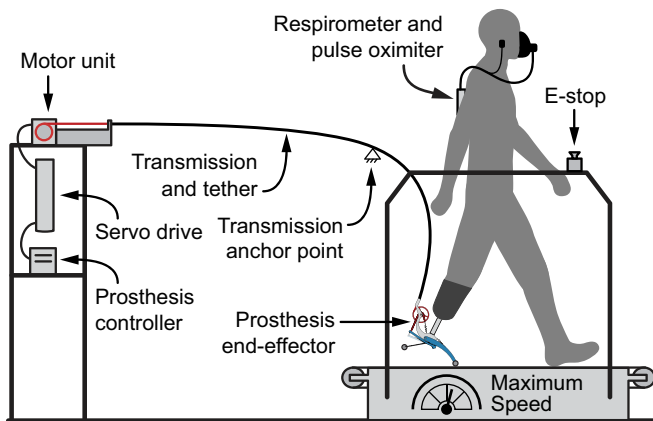 Respirometer and
pulse oximiter
Motor unit
E-stop
Transmission
and tether
Transmission
anchor point
Servo drive
Prosthesis
controller
Prosthesis
end-effector
Maximum
Speed